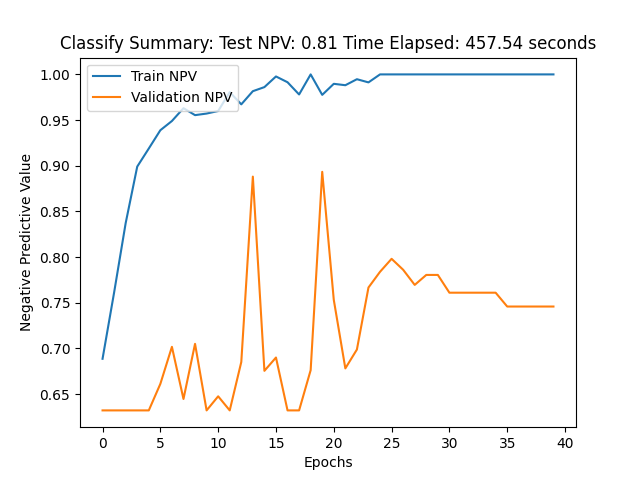 Classify Summary: Test NPV: 0.81 Time Elapsed: 457.54 seconds
Train NPV
Validation NPV
Negative Predictive Value
1.00
0.95
0.90
0.85
0.80
0.75
0.70
0.65
0 5 10 15 20 25 30 35 40
Epochs